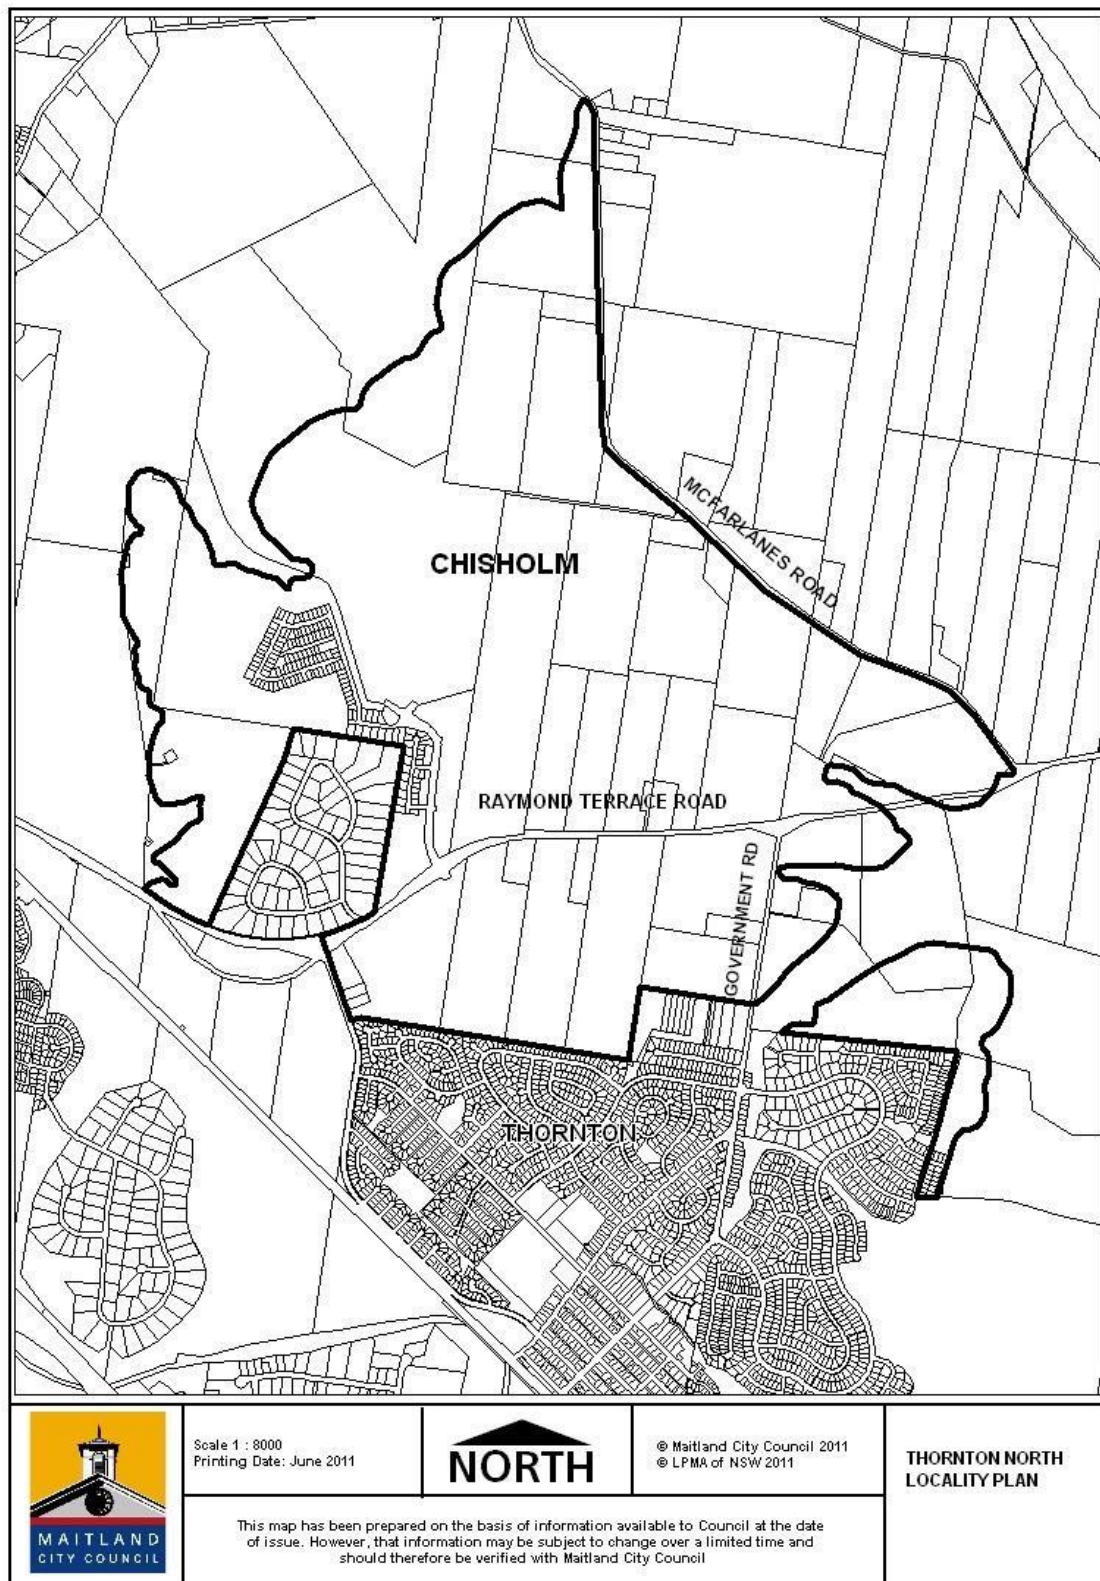 CHISHOLM
MCFARLANES ROAD
RAYMOND TERRACE ROAD
GOVERNMENT RD
THORNTON
MAITLAND
CITY COUNCIL
Scale 1 : 8000
Printing Date: June 2011
NORTH
© Maitland City Council 2011
© LPMA of NSW 2011
THORNTON NORTH
LOCALITY PLAN
This map has been prepared on the basis of information available to Council at the date
of issue. However, that information may be subject to change over a limited time and
should therefore be verified with Maitland City Council